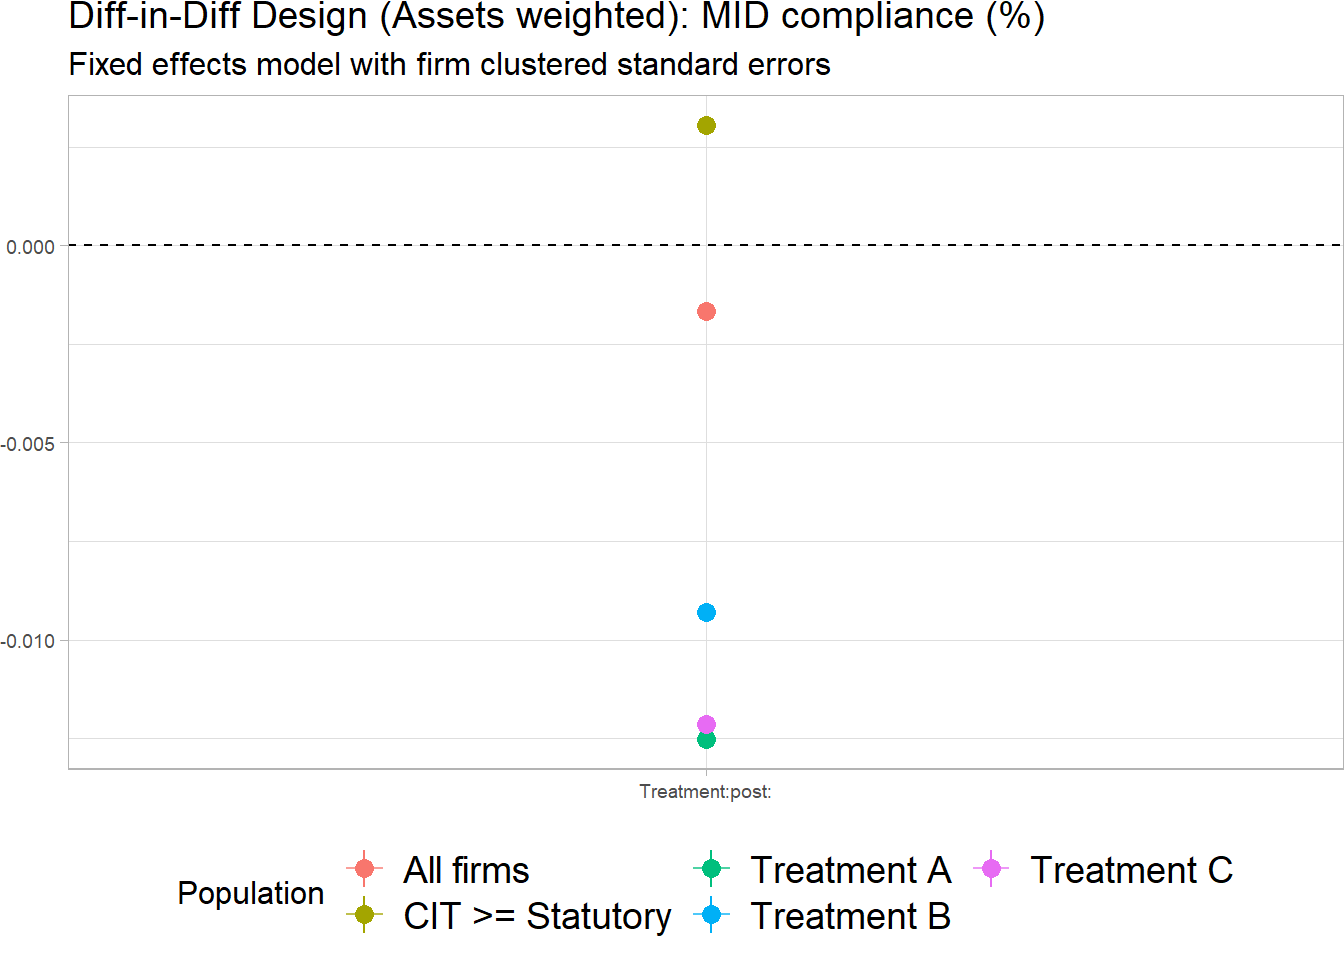 Diff-in-Diff Design (Assets weighted): MID compliance (%)
Fixed effects model with firm clustered standard errors
0.000
-0.005
-0.010
Treatment:post:
Population
All firms
Treatment A
Treatment C
CIT >= Statutory
Treatment B